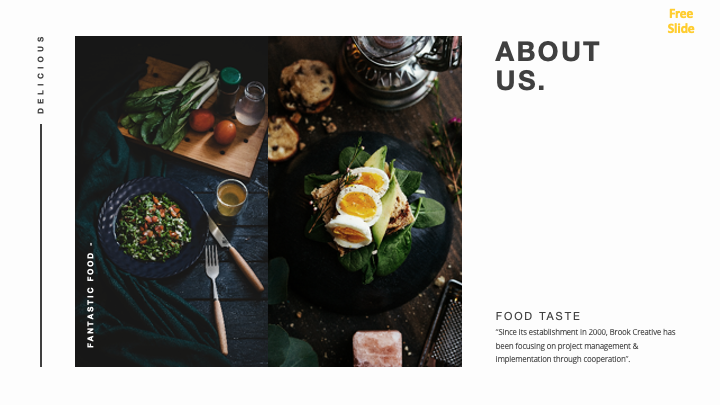 Free
Slide
DELICIOUS
ABOUT
US.
FANTASTIC FOOD -
FOOD TASTE
"Since its establishment in 2000, Brook Creative has
been focusing on project management &
implementation through cooperation".